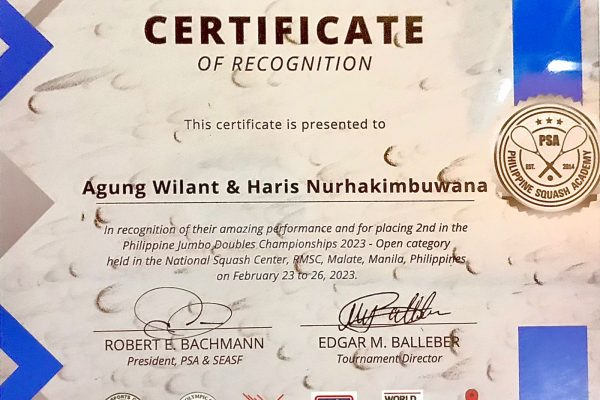 CERTIFICATE
OF RECOGNITION
This certificate is presented to
PSA
EST. 2014
PHILIPPINE SQUASH ACADEMY
Agung Wilant & Haris Nurhakimbuwana
In recognition of their amazing performance and for placing 2nd in the
Philippine Jumbo Doubles Championships 2023 - Open category
held in the National Squash Center, RMSC, Malate, Manila, Philippines
on February 23 to 26, 2023.
ROBERT E. BACHMANN
President, PSA & SEASF
EDGAR M. BALLEBER
Tournament Director
WORLD